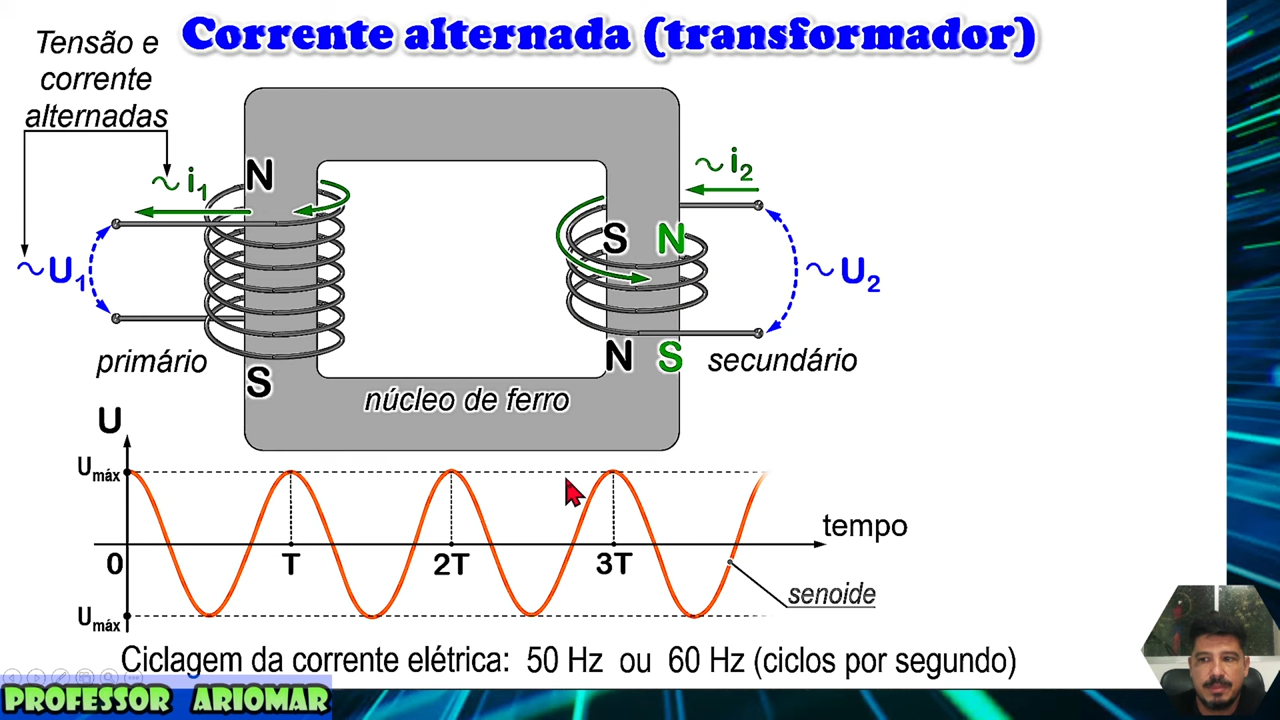 Corrente alternada (transformador)
Tensão e
corrente
alternadas
~ i1
N
~ i2
S N
~ U1
~ U2
primário
S
N S
secundário
núcleo de ferro
U
Umáx
tempo
0 T 2T 3T
senoide
Umáx
Ciclagem da corrente elétrica: 50 Hz ou 60 Hz (ciclos por segundo)
PROFESSOR ARIOMAR